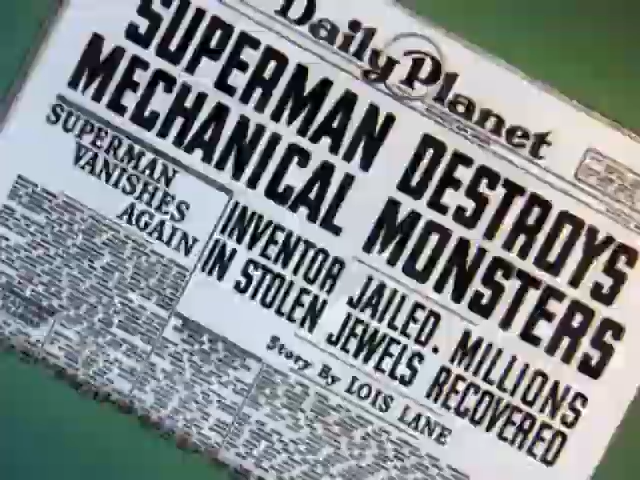 Daily Planet
SUPERMAN DESTROYS
MECHANICAL MONSTERS
SUPERMAN
VANISHES
AGAIN
INVENTOR JAILED. MILLIONS
IN STOLEN JEWELS RECOVERED
Story By LOIS LANE